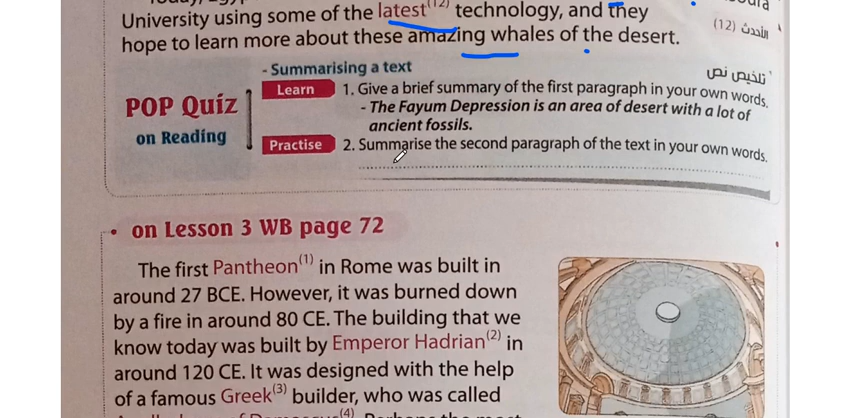 latest(12) technology, and they
University using some of the
(12) الأحدث
hope to learn more about these amazing whales of the desert.
- Summarising a text
تلخيص نص
POP Quiz
on Reading
Learn
1. Give a brief summary of the first paragraph in your own words.
- The Fayum Depression is an area of desert with a lot of
ancient fossils.
Practise
2. Summarise the second paragraph of the text in your own words.
• on Lesson 3 WB page 72
The first Pantheon(1) in Rome was built in
around 27 BCE. However, it was burned down
by a fire in around 80 CE. The building that we
know today was built by Emperor Hadrian(2) in
around 120 CE. It was designed with the help
of a famous Greek(3) builder, who was called